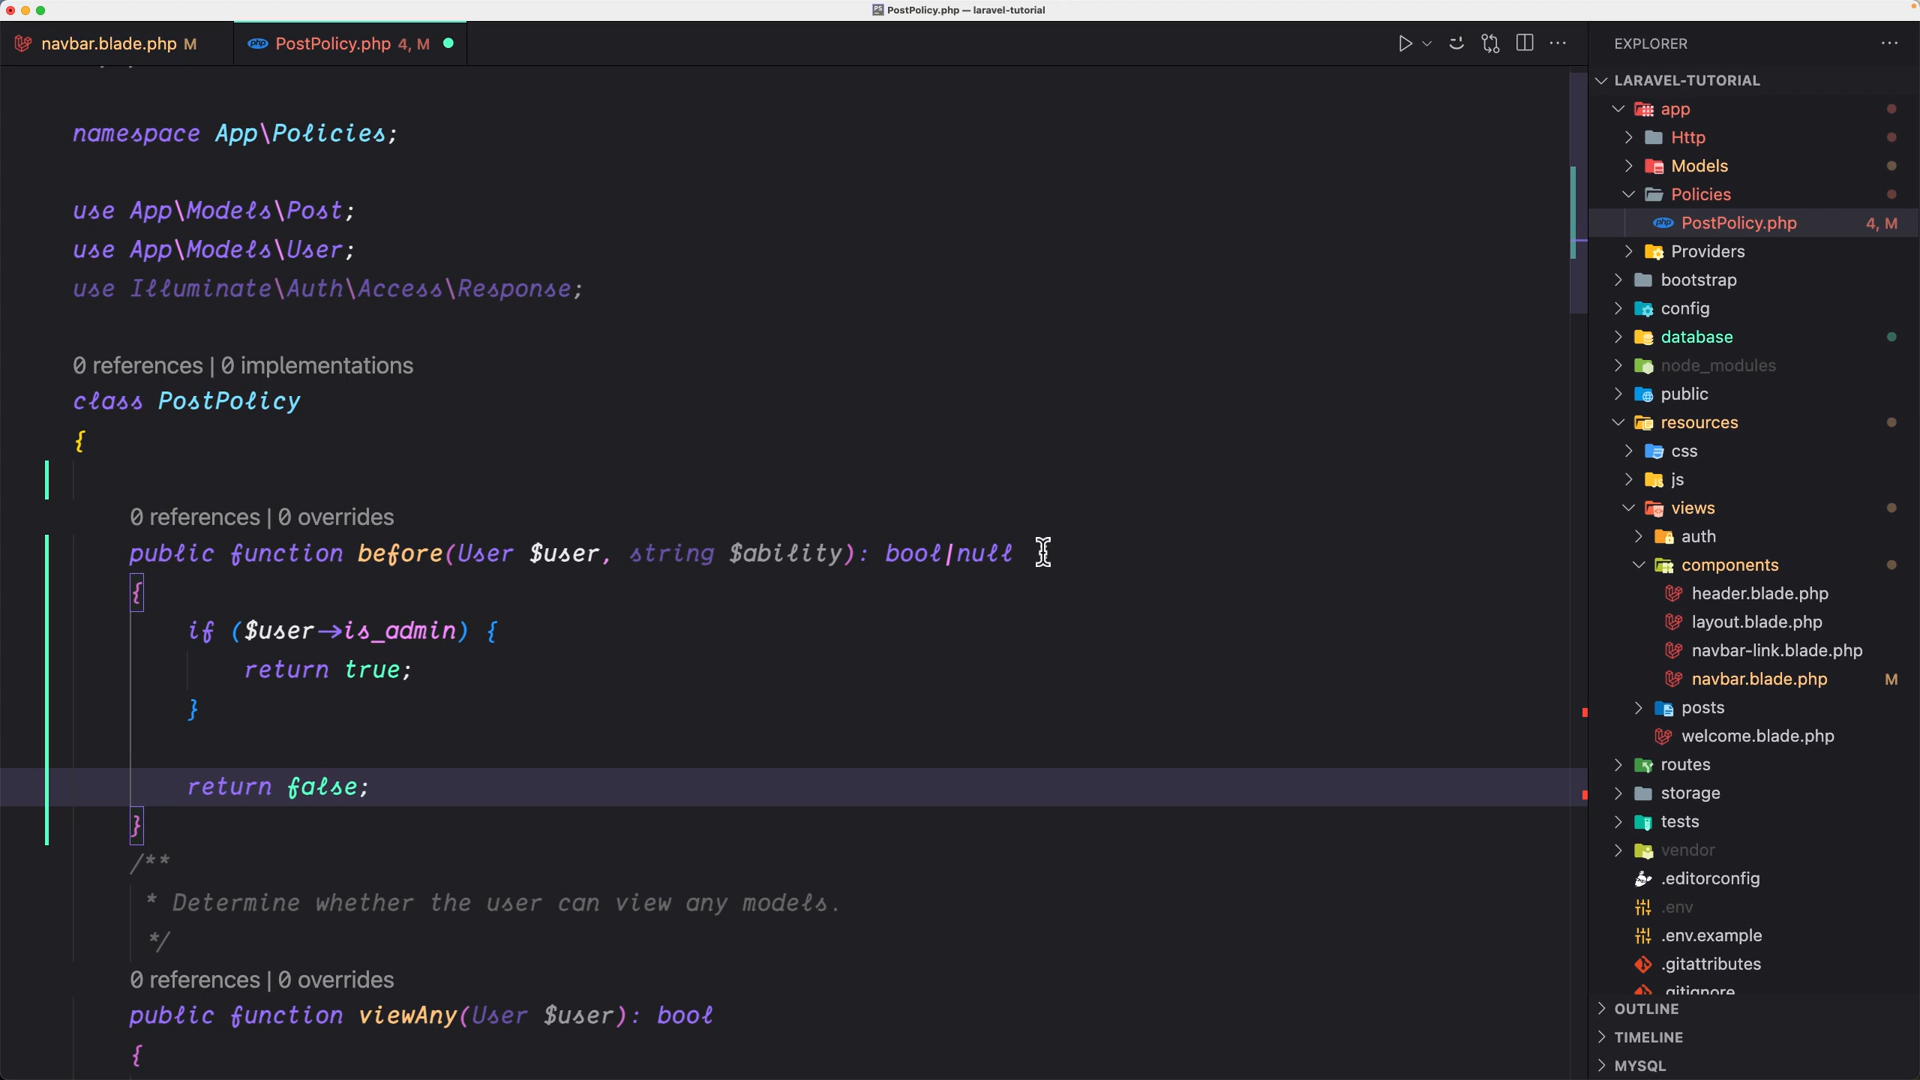 PostPolicy.php — laravel-tutorial
navbar.blade.php M
PostPolicy.php 4, M
namespace App\Policies;
use App\Models\Post;
use App\Models\User;
use Illuminate\Auth\Access\Response;
0 references | 0 implementations
class PostPolicy
{
0 references | 0 overrides
public function before(User $user, string $ability): bool|null
{
if ($user->is_admin) {
return true;
}
return false;
}
/**
* Determine whether the user can view any models.
*/
0 references | 0 overrides
public function viewAny(User $user): bool
{
EXPLORER
LARAVEL-TUTORIAL
app
Http
Models
Policies
PostPolicy.php 4, M
Providers
bootstrap
config
database
node_modules
public
resources
css
js
views
auth
components
header.blade.php
layout.blade.php
navbar-link.blade.php
navbar.blade.php M
posts
welcome.blade.php
routes
storage
tests
vendor
.editorconfig
.env
.env.example
.gitattributes
.gitignore
OUTLINE
TIMELINE
MYSQL